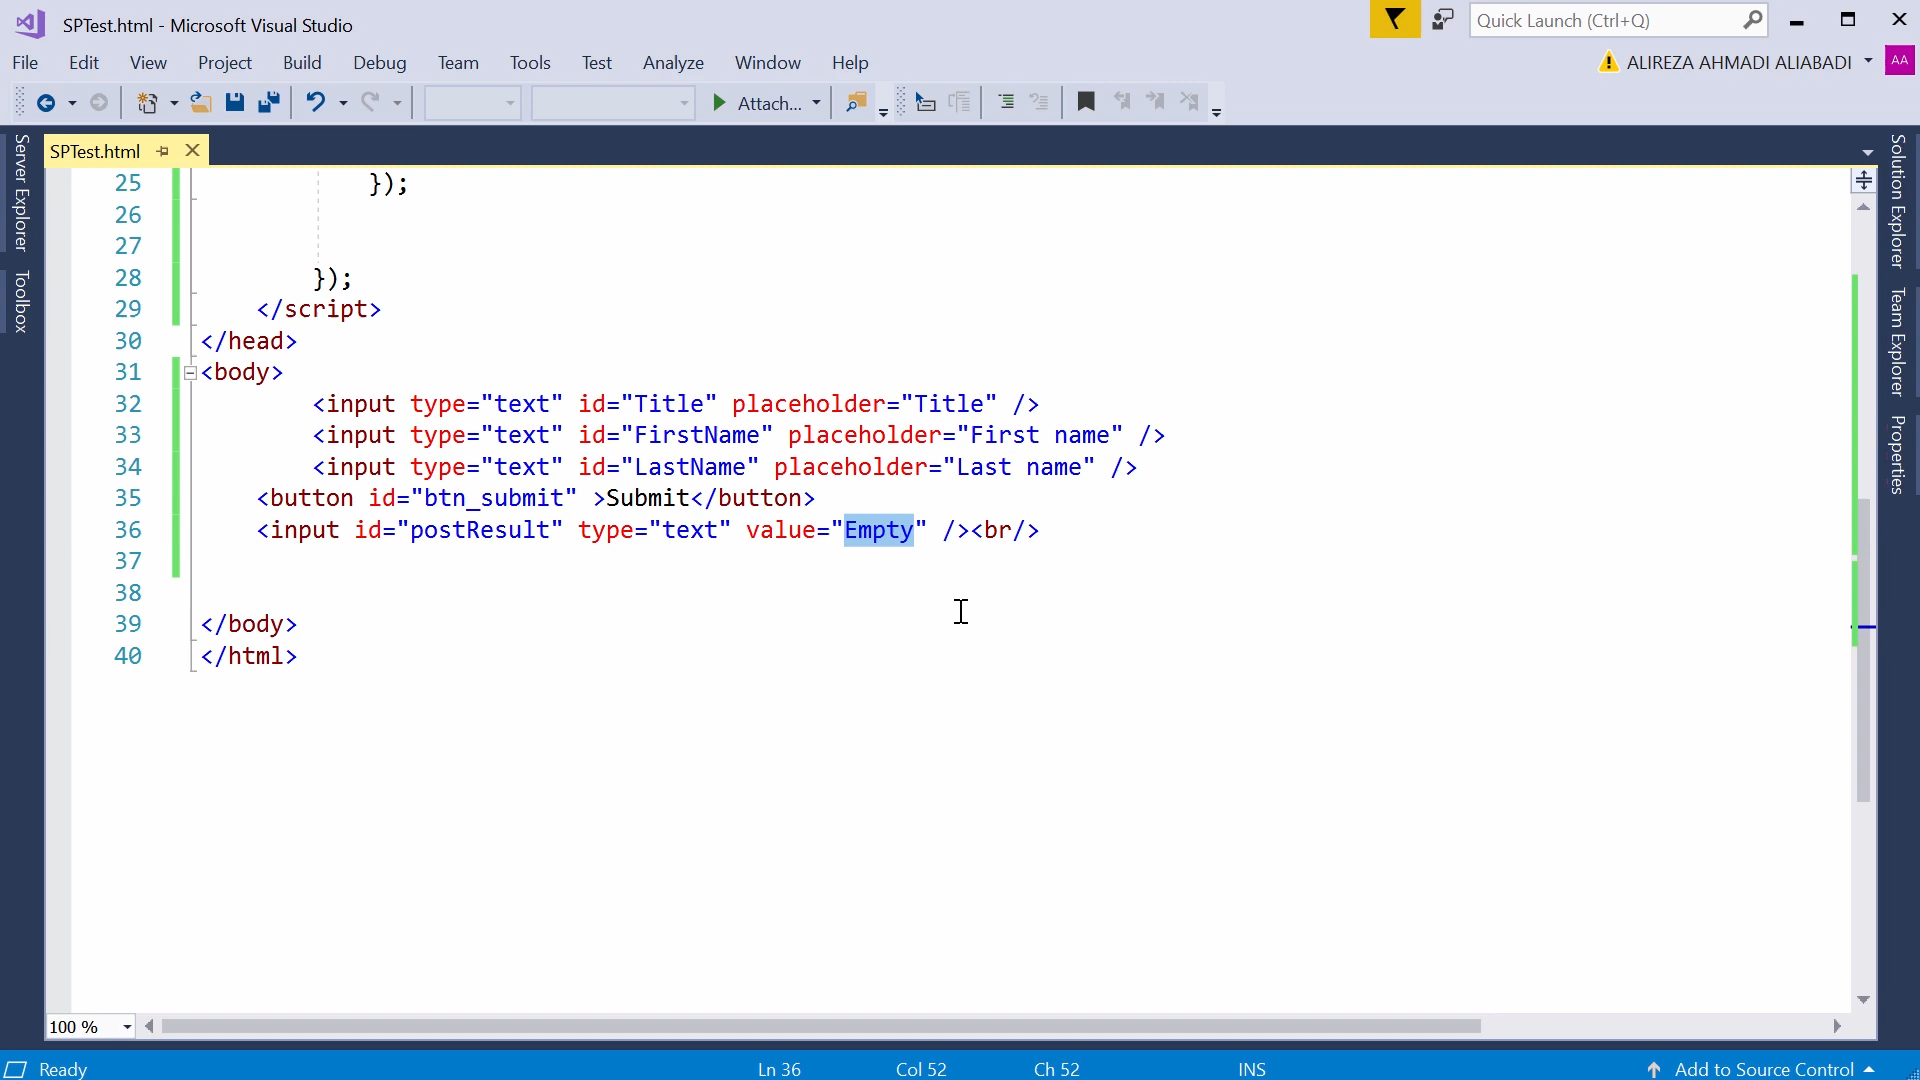 SPTest.html - Microsoft Visual Studio
Quick Launch (Ctrl+Q)
File Edit View Project Build Debug Team Tools Test Analyze Window Help
ALIREZA AHMADI ALIABADI AA
Attach...
SPTest.html
Server Explorer
Toolbox
Solution Explorer
Team Explorer
Properties
25 });
26
27
28 });
29 </script>
30 </head>
31 <body>
32 <input type="text" id="Title" placeholder="Title" />
33 <input type="text" id="FirstName" placeholder="First name" />
34 <input type="text" id="LastName" placeholder="Last name" />
35 <button id="btn_submit" >Submit</button>
36 <input id="postResult" type="text" value="Empty" /><br/>
37
38
39 </body>
40 </html>
100 %
Ready Ln 36 Col 52 Ch 52 INS Add to Source Control